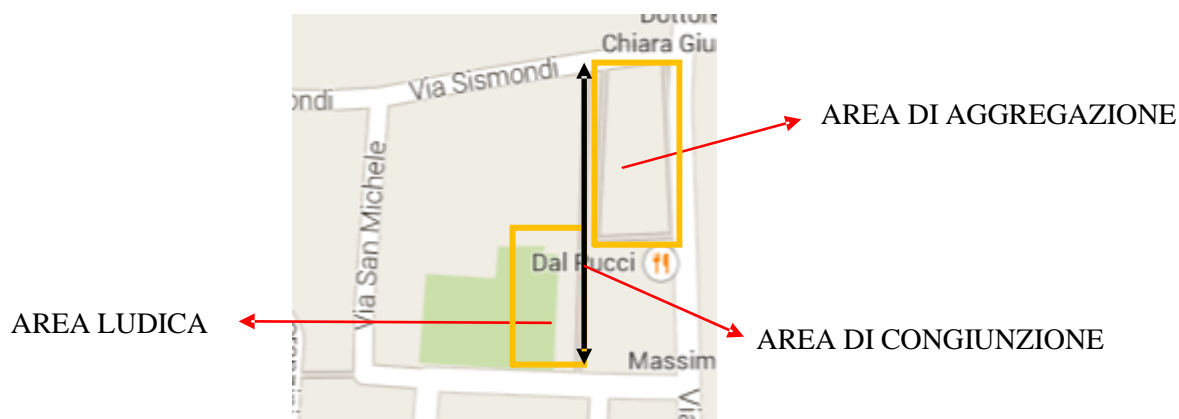 Dottore
Chiara Giu
Via Sismondi
ondi
AREA DI AGGREGAZIONE
Via San Michele
Dal Pucci
AREA LUDICA
AREA DI CONGIUNZIONE
Massim
Via